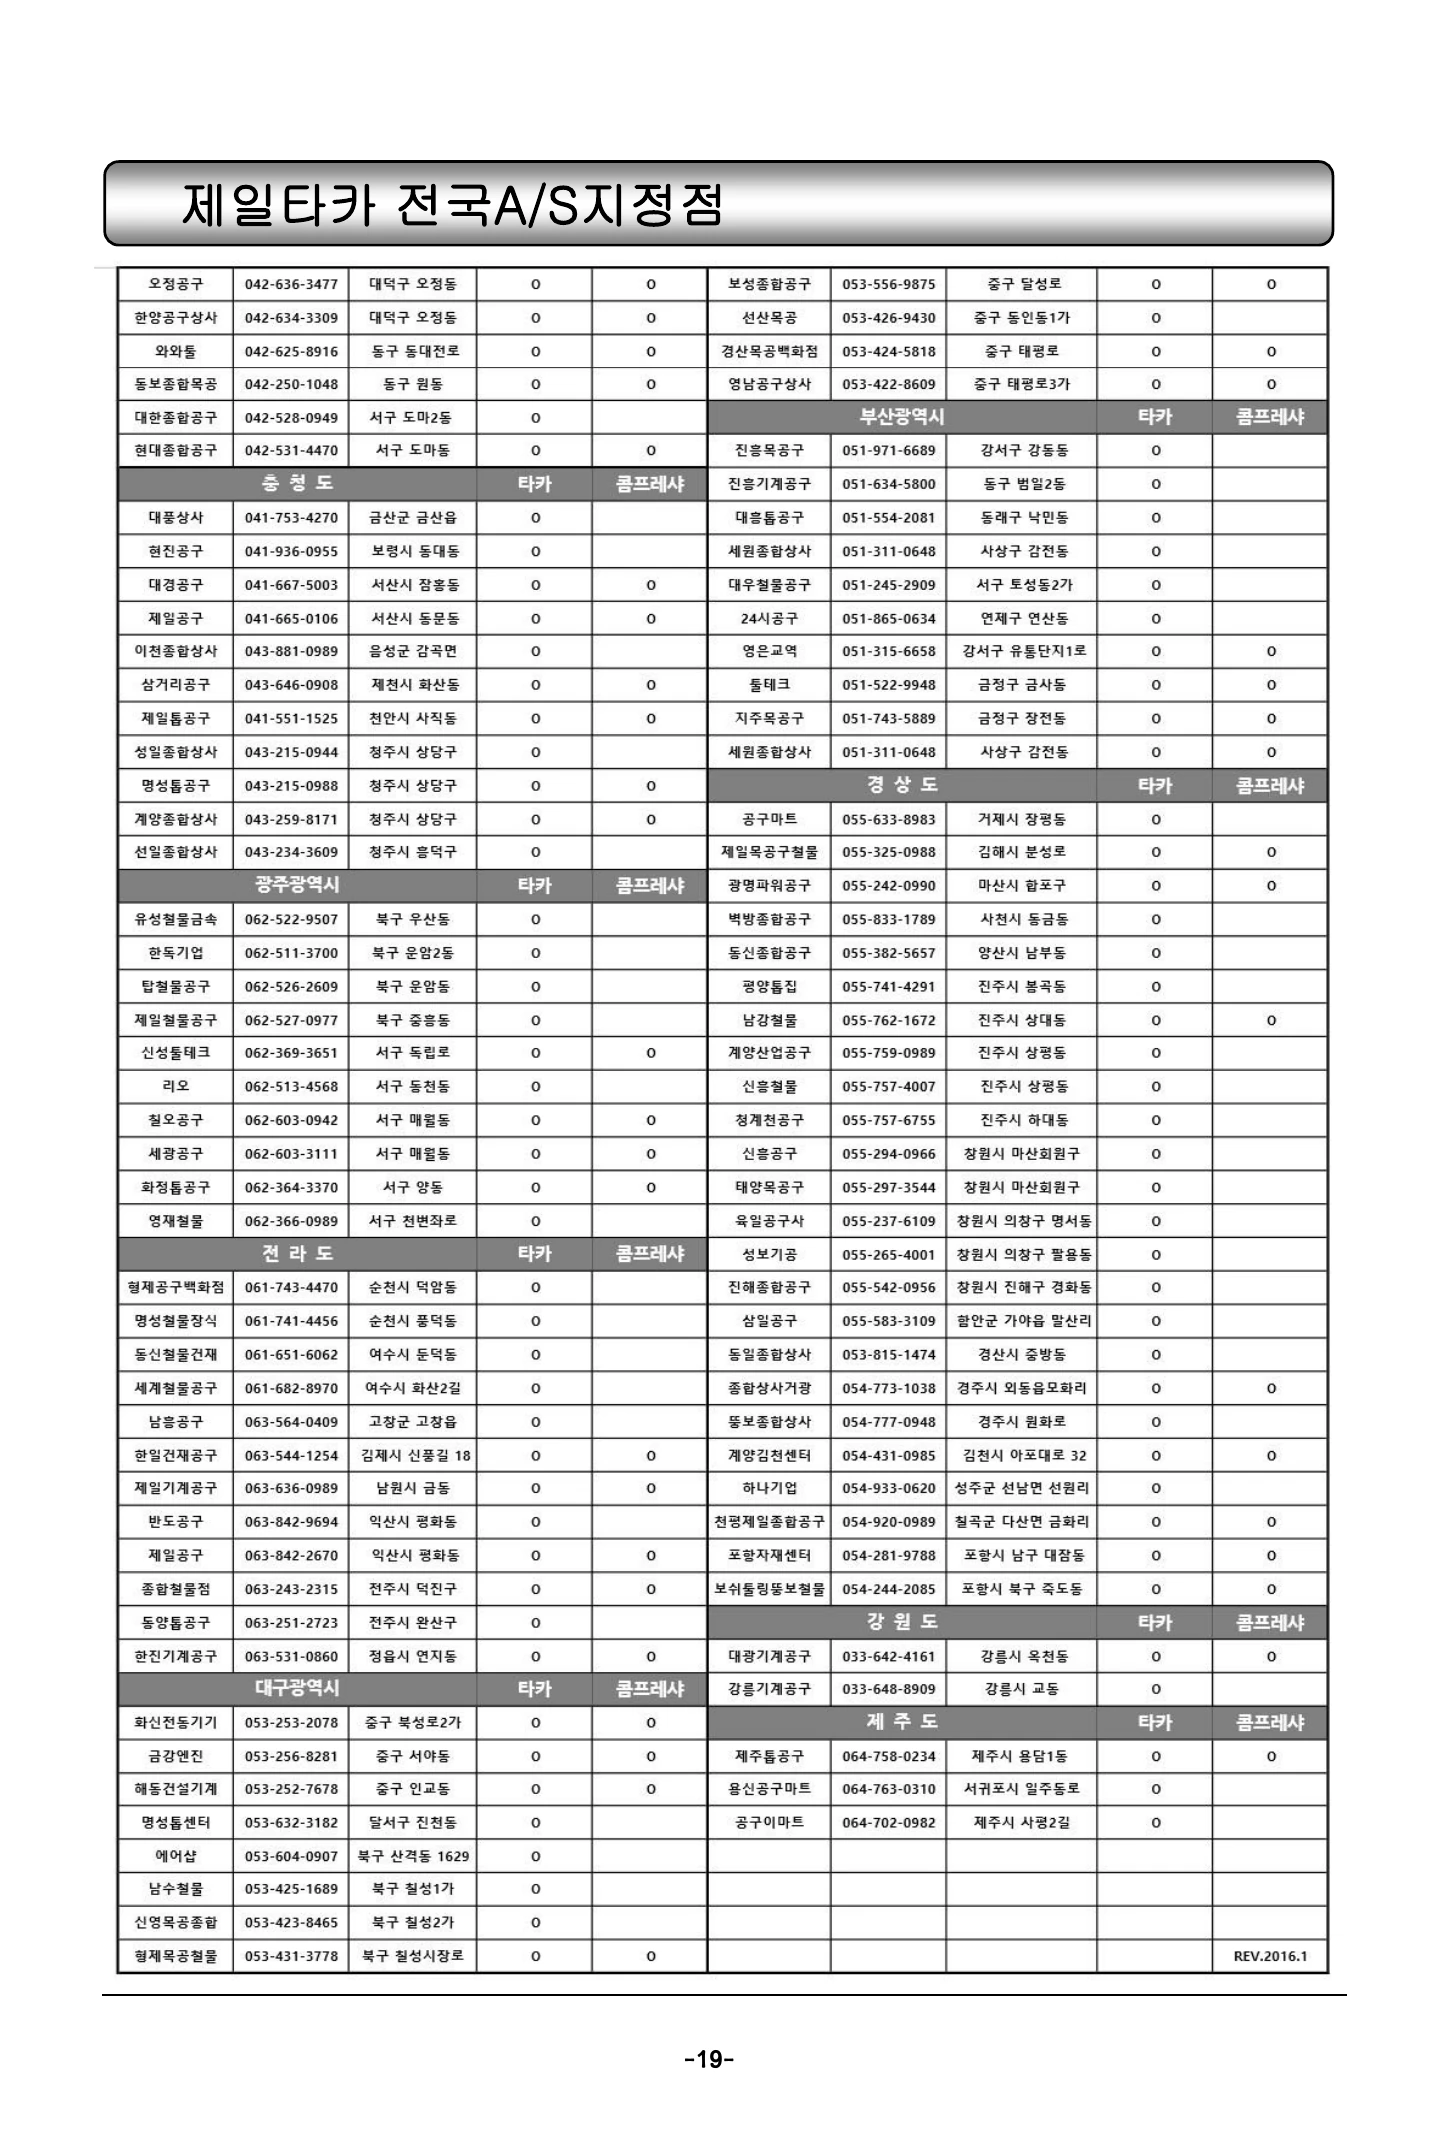 제일타카 전국A/S지정점
오정공구 042-636-3477 대덕구 오정동 O O
한양공구상사 042-634-3309 대덕구 오정동 O O
와와툴 042-625-8916 동구 동대전로 O O
동보종합목공 042-250-1048 동구 원동 O O
대한종합공구 042-528-0949 서구 도마2동 O
현대종합공구 042-531-4470 서구 도마동 O O
충 청 도 타카 콤프레샤
대풍상사 041-753-4270 금산군 금산읍 O
현진공구 041-936-0955 보령시 동대동 O
대경공구 041-667-5003 서산시 잠홍동 O O
제일공구 041-665-0106 서산시 동문동 O O
이천종합상사 043-881-0989 음성군 감곡면 O
삼거리공구 043-646-0908 제천시 화산동 O O
제일톱공구 041-551-1525 천안시 사직동 O O
성일종합상사 043-215-0944 청주시 상당구 O
명성톱공구 043-215-0988 청주시 상당구 O O
계양종합상사 043-259-8171 청주시 상당구 O O
선일종합상사 043-234-3609 청주시 흥덕구 O
광주광역시 타카 콤프레샤
유성철물금속 062-522-9507 북구 우산동 O
한독기업 062-511-3700 북구 운암2동 O
탑철물공구 062-526-2609 북구 운암동 O
제일철물공구 062-527-0977 북구 중흥동 O
신성툴테크 062-369-3651 서구 독립로 O O
리오 062-513-4568 서구 동천동 O
칠오공구 062-603-0942 서구 매월동 O O
세광공구 062-603-3111 서구 매월동 O O
화정톱공구 062-364-3370 서구 양동 O O
영재철물 062-366-0989 서구 천변좌로 O
전 라 도 타카 콤프레샤
형제공구백화점 061-743-4470 순천시 덕암동 O
명성철물장식 061-741-4456 순천시 풍덕동 O
동신철물건재 061-651-6062 여수시 둔덕동 O
세계철물공구 061-682-8970 여수시 화산2길 O
남흥공구 063-564-0409 고창군 고창읍 O
한일건재공구 063-544-1254 김제시 신풍길 18 O O
제일기계공구 063-636-0989 남원시 금동 O O
반도공구 063-842-9694 익산시 평화동 O
제일공구 063-842-2670 익산시 평화동 O O
종합철물점 063-243-2315 전주시 덕진구 O O
동양톱공구 063-251-2723 전주시 완산구 O
한진기계공구 063-531-0860 정읍시 연지동 O O
대구광역시 타카 콤프레샤
화신전동기기 053-253-2078 중구 북성로2가 O O
금강엔진 053-256-8281 중구 서야동 O O
해동건설기계 053-252-7678 중구 인교동 O O
명성톱센터 053-632-3182 달서구 진천동 O
에어샵 053-604-0907 북구 산격동 1629 O
남수철물 053-425-1689 북구 칠성1가 O
신영목공종합 053-423-8465 북구 칠성2가 O
형제목공철물 053-431-3778 북구 칠성시장로 O O
보성종합공구 053-556-9875 중구 달성로 O O
선산목공 053-426-9430 중구 동인동1가 O
경산목공백화점 053-424-5818 중구 태평로 O O
영남공구상사 053-422-8609 중구 태평로3가 O O
부산광역시 타카 콤프레샤
진흥목공구 051-971-6689 강서구 강동동 O
진흥기계공구 051-634-5800 동구 범일2동 O
대흥톱공구 051-554-2081 동래구 낙민동 O
세원종합상사 051-311-0648 사상구 감전동 O
대우철물공구 051-245-2909 서구 토성동2가 O
24시공구 051-865-0634 연제구 연산동 O
영은교역 051-315-6658 강서구 유통단지1로 O O
툴테크 051-522-9948 금정구 금사동 O O
지주목공구 051-743-5889 금정구 장전동 O O
세원종합상사 051-311-0648 사상구 감전동 O O
경 상 도 타카 콤프레샤
공구마트 055-633-8983 거제시 장평동 O
제일목공구철물 055-325-0988 김해시 분성로 O O
광명파워공구 055-242-0990 마산시 합포구 O O
벽방종합공구 055-833-1789 사천시 동금동 O
동신종합공구 055-382-5657 양산시 남부동 O
평양톱집 055-741-4291 진주시 봉곡동 O
남강철물 055-762-1672 진주시 상대동 O O
계양산업공구 055-759-0989 진주시 상평동 O
신흥철물 055-757-4007 진주시 상평동 O
청계천공구 055-757-6755 진주시 하대동 O
신흥공구 055-294-0966 창원시 마산회원구 O
태양목공구 055-297-3544 창원시 마산회원구 O
육일공구사 055-237-6109 창원시 의창구 명서동 O
성보기공 055-265-4001 창원시 의창구 팔용동 O
진해종합공구 055-542-0956 창원시 진해구 경화동 O
삼일공구 055-583-3109 함안군 가야읍 말산리 O
동일종합상사 053-815-1474 경산시 중방동 O
종합상사거광 054-773-1038 경주시 외동읍모화리 O O
뚱보종합상사 054-777-0948 경주시 원화로 O
계양김천센터 054-431-0985 김천시 아포대로 32 O O
하나기업 054-933-0620 성주군 선남면 선원리 O
천평제일종합공구 054-920-0989 칠곡군 다산면 금화리 O O
포항자재센터 054-281-9788 포항시 남구 대잠동 O O
보쉬툴링뚱보철물 054-244-2085 포항시 북구 죽도동 O O
강 원 도 타카 콤프레샤
대광기계공구 033-642-4161 강릉시 옥천동 O O
강릉기계공구 033-648-8909 강릉시 교동 O
제 주 도 타카 콤프레샤
제주톱공구 064-758-0234 제주시 용담1동 O O
용신공구마트 064-763-0310 서귀포시 일주동로 O
공구이마트 064-702-0982 제주시 사평2길 O
REV.2016.1
-19-